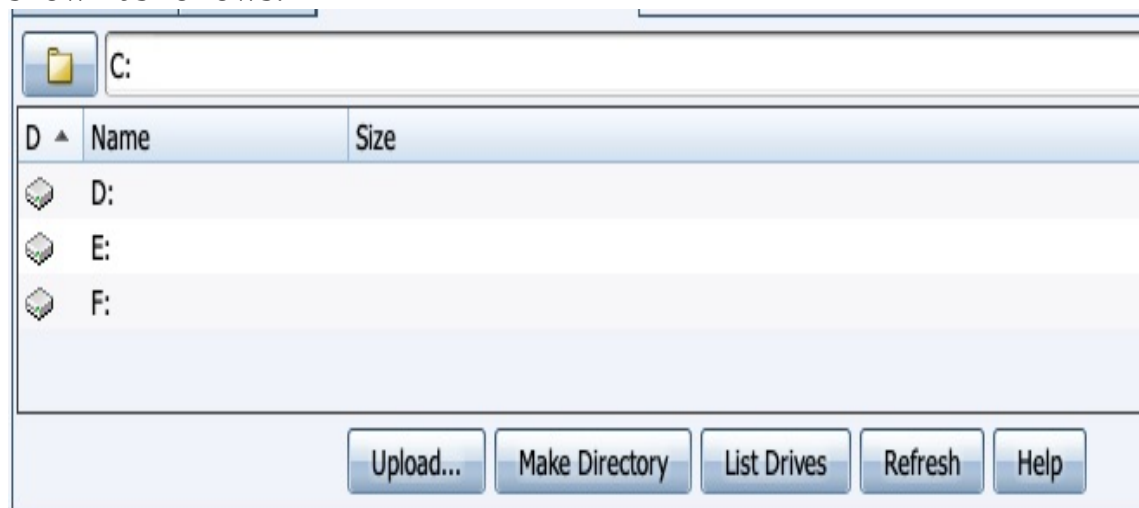 C:
D Name Size
D:
E:
F:
Upload... Make Directory List Drives Refresh Help